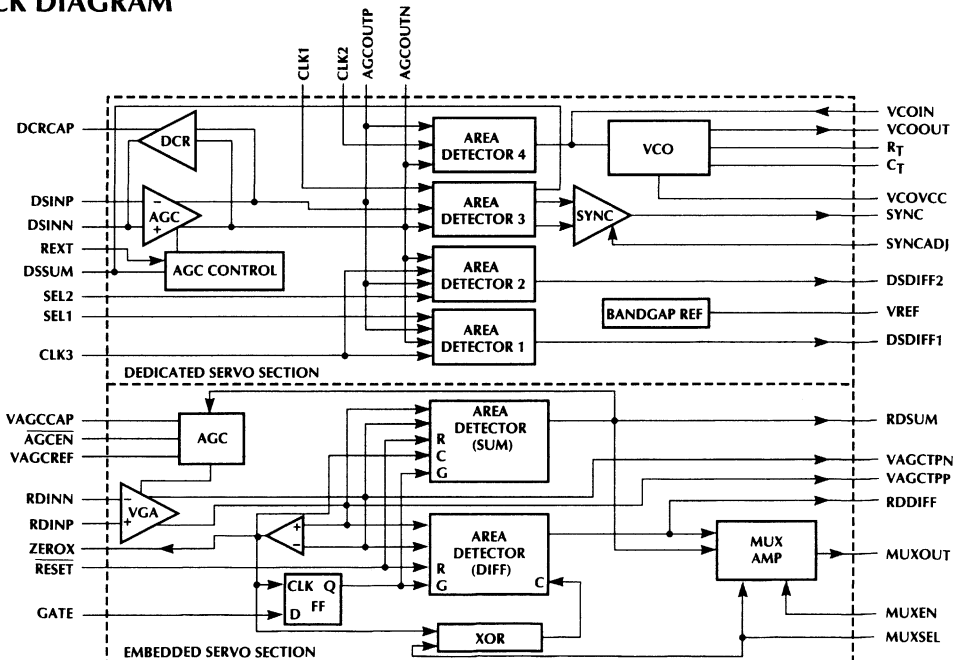 CK DIAGRAM
CLK1
CLK2
AGCOUTP
AGCOUTN
DCRCAP
DSINP
DSINN
REXT
DSSUM
SEL2
SEL1
CLK3
DCR
− AGC +
AGC CONTROL
AREA DETECTOR 4
AREA DETECTOR 3
AREA DETECTOR 2
AREA DETECTOR 1
VCO
SYNC
BANDGAP REF
VCOIN
VCOOUT
RT
CT
VCOVCC
SYNC
SYNCADJ
DSDIFF2
VREF
DSDIFF1
DEDICATED SERVO SECTION
VAGCCAP
AGCEN
VAGCREF
RDINN
RDINP
ZEROX
RESET
GATE
AGC
− VGA +
+
−
CLK Q
FF
D
AREA
DETECTOR
(SUM)
R
C
G
AREA
DETECTOR
(DIFF)
R
G
C
XOR
MUX
AMP
RDSUM
VAGCTPN
VAGCTPP
RDDIFF
MUXOUT
MUXEN
MUXSEL
EMBEDDED SERVO SECTION